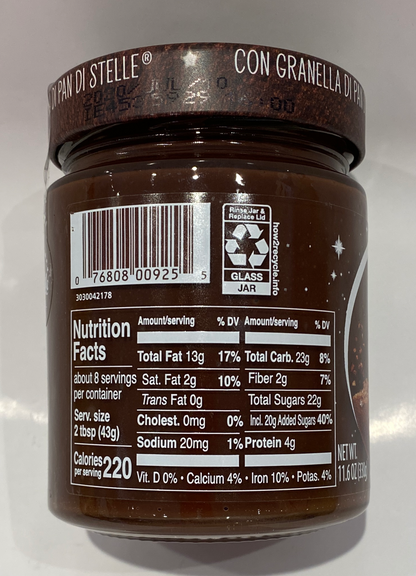 DI PAN DI STELLE®
CON GRANELLA DI PAN
Rinse Jar &
Replace Lid
how2recycle.info
GLASS
JAR
0 76808 00925 5
3030042178
Nutrition
Facts
about 8 servings
per container
Serv. size
2 tbsp (43g)
Calories
per serving 220
Amount/serving % DV
Total Fat 13g 17%
Sat. Fat 2g 10%
Trans Fat 0g
Cholest. 0mg 0%
Sodium 20mg 1%
Amount/serving % DV
Total Carb. 23g 8%
Fiber 2g 7%
Total Sugars 22g
Incl. 20g Added Sugars 40%
Protein 4g
Vit. D 0% • Calcium 4% • Iron 10% • Potas. 4%
NET WT.
11.6 OZ (330g